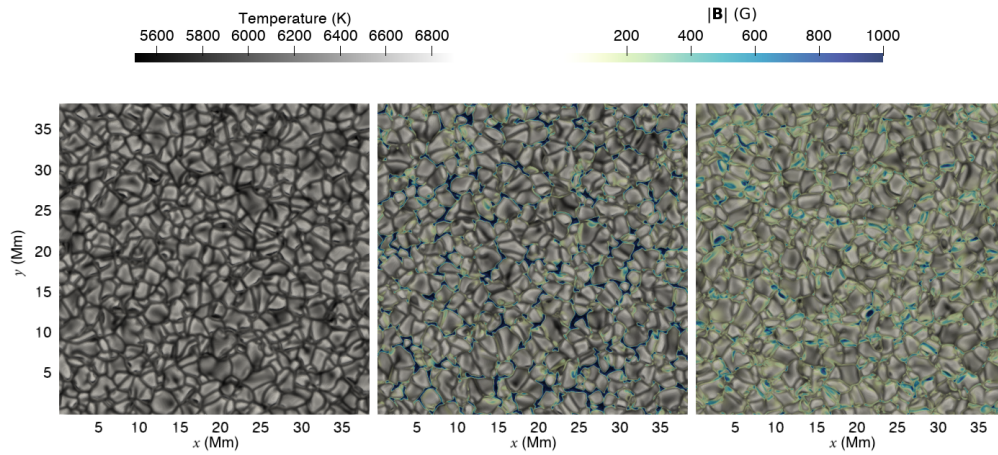 Temperature (K)
5600 5800 6000 6200 6400 6600 6800
|B| (G)
200 400 600 800 1000
35
30
25
20
15
10
5
y (Mm)
5 10 15 20 25 30 35
x (Mm)
5 10 15 20 25 30 35
x (Mm)
5 10 15 20 25 30 35
x (Mm)